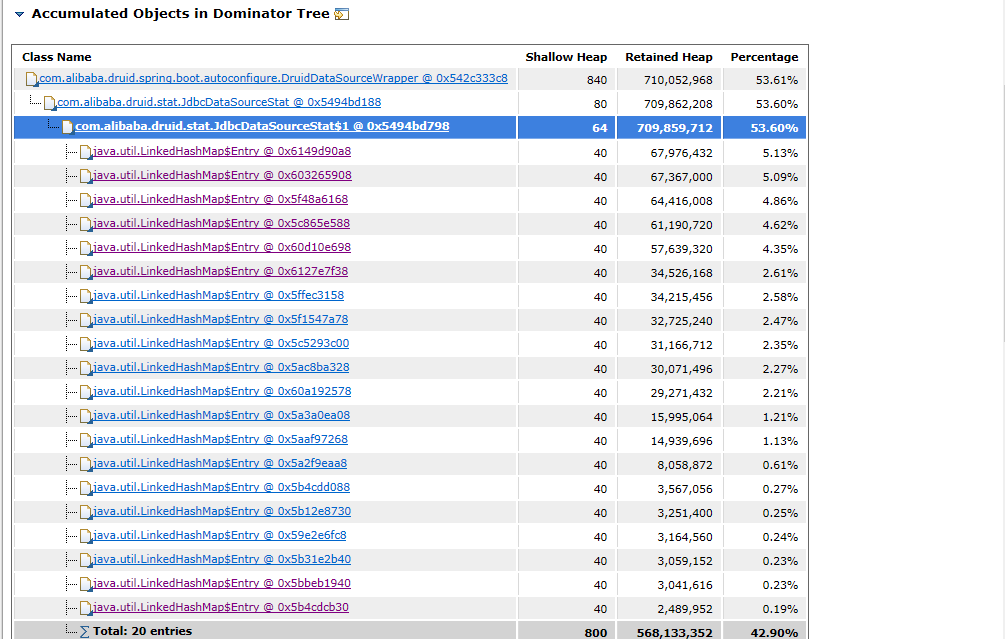 Accumulated Objects in Dominator Tree
Class Name Shallow Heap Retained Heap Percentage
com.alibaba.druid.spring.boot.autoconfigure.DruidDataSourceWrapper @ 0x542c333c8 840 710,052,968 53.61%
com.alibaba.druid.stat.JdbcDataSourceStat @ 0x5494bd188 80 709,862,208 53.60%
com.alibaba.druid.stat.JdbcDataSourceStat$1 @ 0x5494bd798 64 709,859,712 53.60%
java.util.LinkedHashMap$Entry @ 0x6149d90a8 40 67,976,432 5.13%
java.util.LinkedHashMap$Entry @ 0x603265908 40 67,367,000 5.09%
java.util.LinkedHashMap$Entry @ 0x5f48a6168 40 64,416,008 4.86%
java.util.LinkedHashMap$Entry @ 0x5c865e588 40 61,190,720 4.62%
java.util.LinkedHashMap$Entry @ 0x60d10e698 40 57,639,320 4.35%
java.util.LinkedHashMap$Entry @ 0x6127e7f38 40 34,526,168 2.61%
java.util.LinkedHashMap$Entry @ 0x5ffec3158 40 34,215,456 2.58%
java.util.LinkedHashMap$Entry @ 0x5f1547a78 40 32,725,240 2.47%
java.util.LinkedHashMap$Entry @ 0x5c5293c00 40 31,166,712 2.35%
java.util.LinkedHashMap$Entry @ 0x5ac8ba328 40 30,071,496 2.27%
java.util.LinkedHashMap$Entry @ 0x60a192578 40 29,271,432 2.21%
java.util.LinkedHashMap$Entry @ 0x5a3a0ea08 40 15,995,064 1.21%
java.util.LinkedHashMap$Entry @ 0x5aaf97268 40 14,939,696 1.13%
java.util.LinkedHashMap$Entry @ 0x5a2f9eaa8 40 8,058,872 0.61%
java.util.LinkedHashMap$Entry @ 0x5b4cdd088 40 3,567,056 0.27%
java.util.LinkedHashMap$Entry @ 0x5b12e8730 40 3,251,400 0.25%
java.util.LinkedHashMap$Entry @ 0x59e2e6fc8 40 3,164,560 0.24%
java.util.LinkedHashMap$Entry @ 0x5b31e2b40 40 3,059,152 0.23%
java.util.LinkedHashMap$Entry @ 0x5bbeb1940 40 3,041,616 0.23%
java.util.LinkedHashMap$Entry @ 0x5b4cdcb30 40 2,489,952 0.19%
∑ Total: 20 entries 800 568,133,352 42.90%